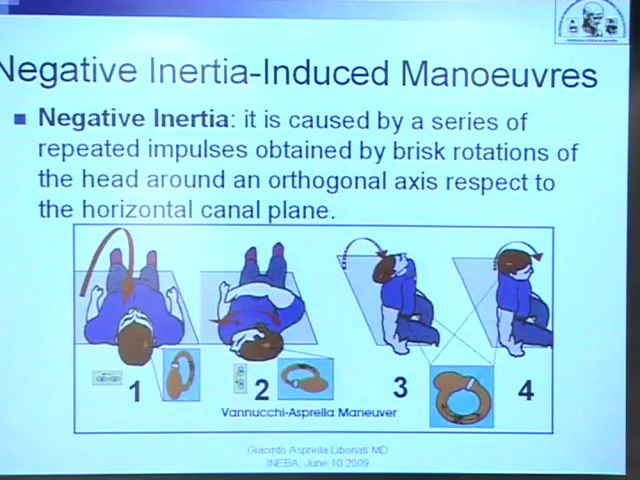 Negative Inertia-Induced Manoeuvres
Negative Inertia: it is caused by a series of
repeated impulses obtained by brisk rotations of
the head around an orthogonal axis respect to
the horizontal canal plane.
1
2
3
4
Vannucchi-Asprella Maneuver
Giacinto Asprella Libonati MD
INEBA, June 10 2009